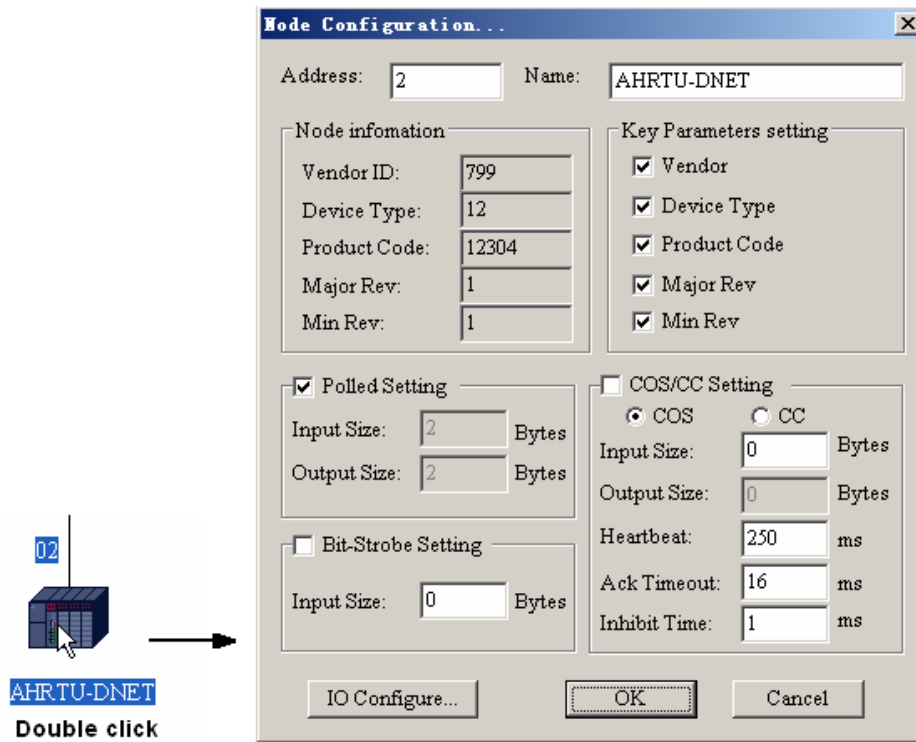 Node Configuration...
Address: 2 Name: AHRTU-DNET
Node infomation
Vendor ID: 799
Device Type: 12
Product Code: 12304
Major Rev: 1
Min Rev: 1
Key Parameters setting
Vendor
Device Type
Product Code
Major Rev
Min Rev
Polled Setting
Input Size: 2 Bytes
Output Size: 2 Bytes
Bit-Strobe Setting
Input Size: 0 Bytes
COS/CC Setting
COS CC
Input Size: 0 Bytes
Output Size: 0 Bytes
Heartbeat: 250 ms
Ack Timeout: 16 ms
Inhibit Time: 1 ms
IO Configure... OK Cancel
02
AHRTU-DNET
Double click